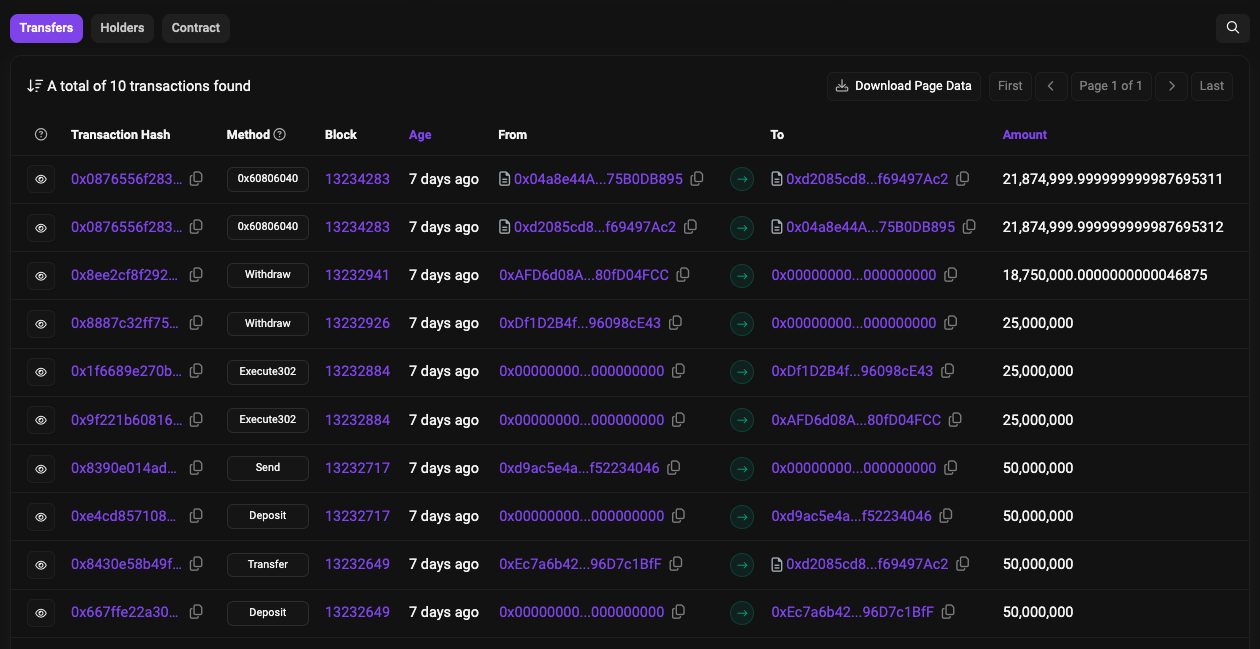 Transfers Holders Contract
A total of 10 transactions found Download Page Data First Page 1 of 1 Last
Transaction Hash Method Block Age From To Amount
0x0876556f283... 0x60806040 13234283 7 days ago 0x04a8e44A...75B0DB895 0xd2085cd8...f69497Ac2 21,874,999.999999999987695311
0x0876556f283... 0x60806040 13234283 7 days ago 0xd2085cd8...f69497Ac2 0x04a8e44A...75B0DB895 21,874,999.999999999987695312
0x8ee2cf8f292... Withdraw 13232941 7 days ago 0xAFD6d08A...80fD04FCC 0x00000000...000000000 18,750,000.0000000000046875
0x8887c32ff75... Withdraw 13232926 7 days ago 0xDf1D2B4f...96098cE43 0x00000000...000000000 25,000,000
0x1f6689e270b... Execute302 13232884 7 days ago 0x00000000...000000000 0xDf1D2B4f...96098cE43 25,000,000
0x9f221b60816... Execute302 13232884 7 days ago 0x00000000...000000000 0xAFD6d08A...80fD04FCC 25,000,000
0x8390e014ad... Send 13232717 7 days ago 0xd9ac5e4a...f52234046 0x00000000...000000000 50,000,000
0xe4cd857108... Deposit 13232717 7 days ago 0x00000000...000000000 0xd9ac5e4a...f52234046 50,000,000
0x8430e58b49f... Transfer 13232649 7 days ago 0xEc7a6b42...96D7c1BfF 0xd2085cd8...f69497Ac2 50,000,000
0x667ffe22a30... Deposit 13232649 7 days ago 0x00000000...000000000 0xEc7a6b42...96D7c1BfF 50,000,000